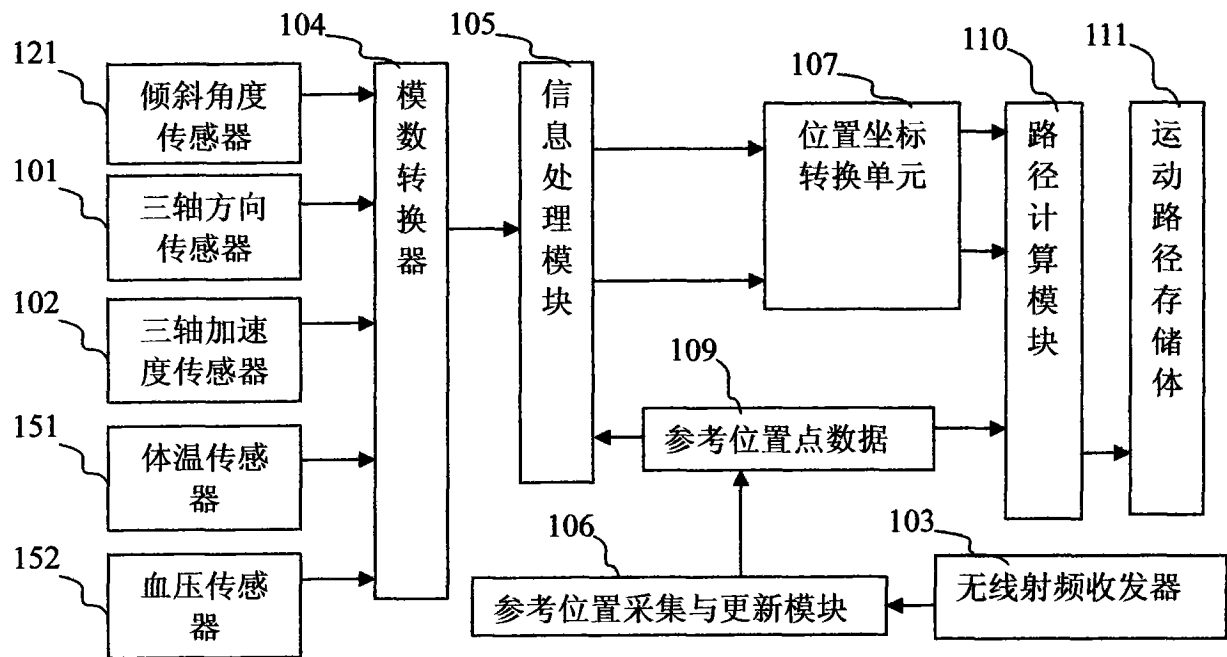 121
倾斜角度
传感器
101
三轴方向
传感器
102
三轴加速
度传感器
151
体温传感
器
152
血压传感
器
104
模数转换器
105
信息处理模块
107
位置坐标
转换单元
109
参考位置点数据
106
参考位置采集与更新模块
103
无线射频收发器
110
路径计算模块
111
运动路径存储体